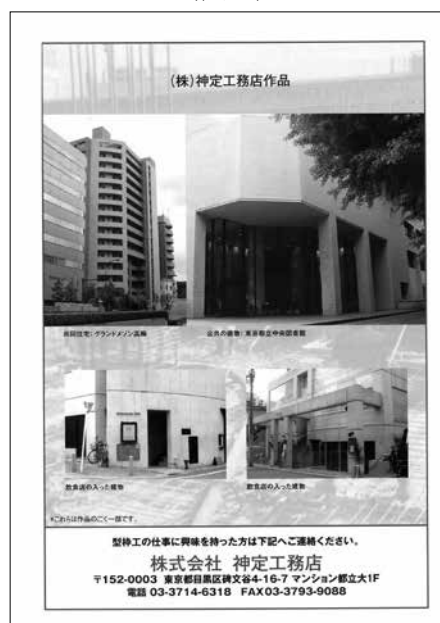 (株)神定工務店作品
共同住宅：グランドメゾン高輪
公共の建物：東京都立中央図書館
飲食店の入った建物
飲食店の入った建物
*これらは作品のごく一部です。
型枠工の仕事に興味を持った方は下記へご連絡ください。
株式会社 神定工務店
〒152-0003 東京都目黒区碑文谷4-16-7 マンション都立大1F
電話 03-3714-6318 FAX03-3793-9088